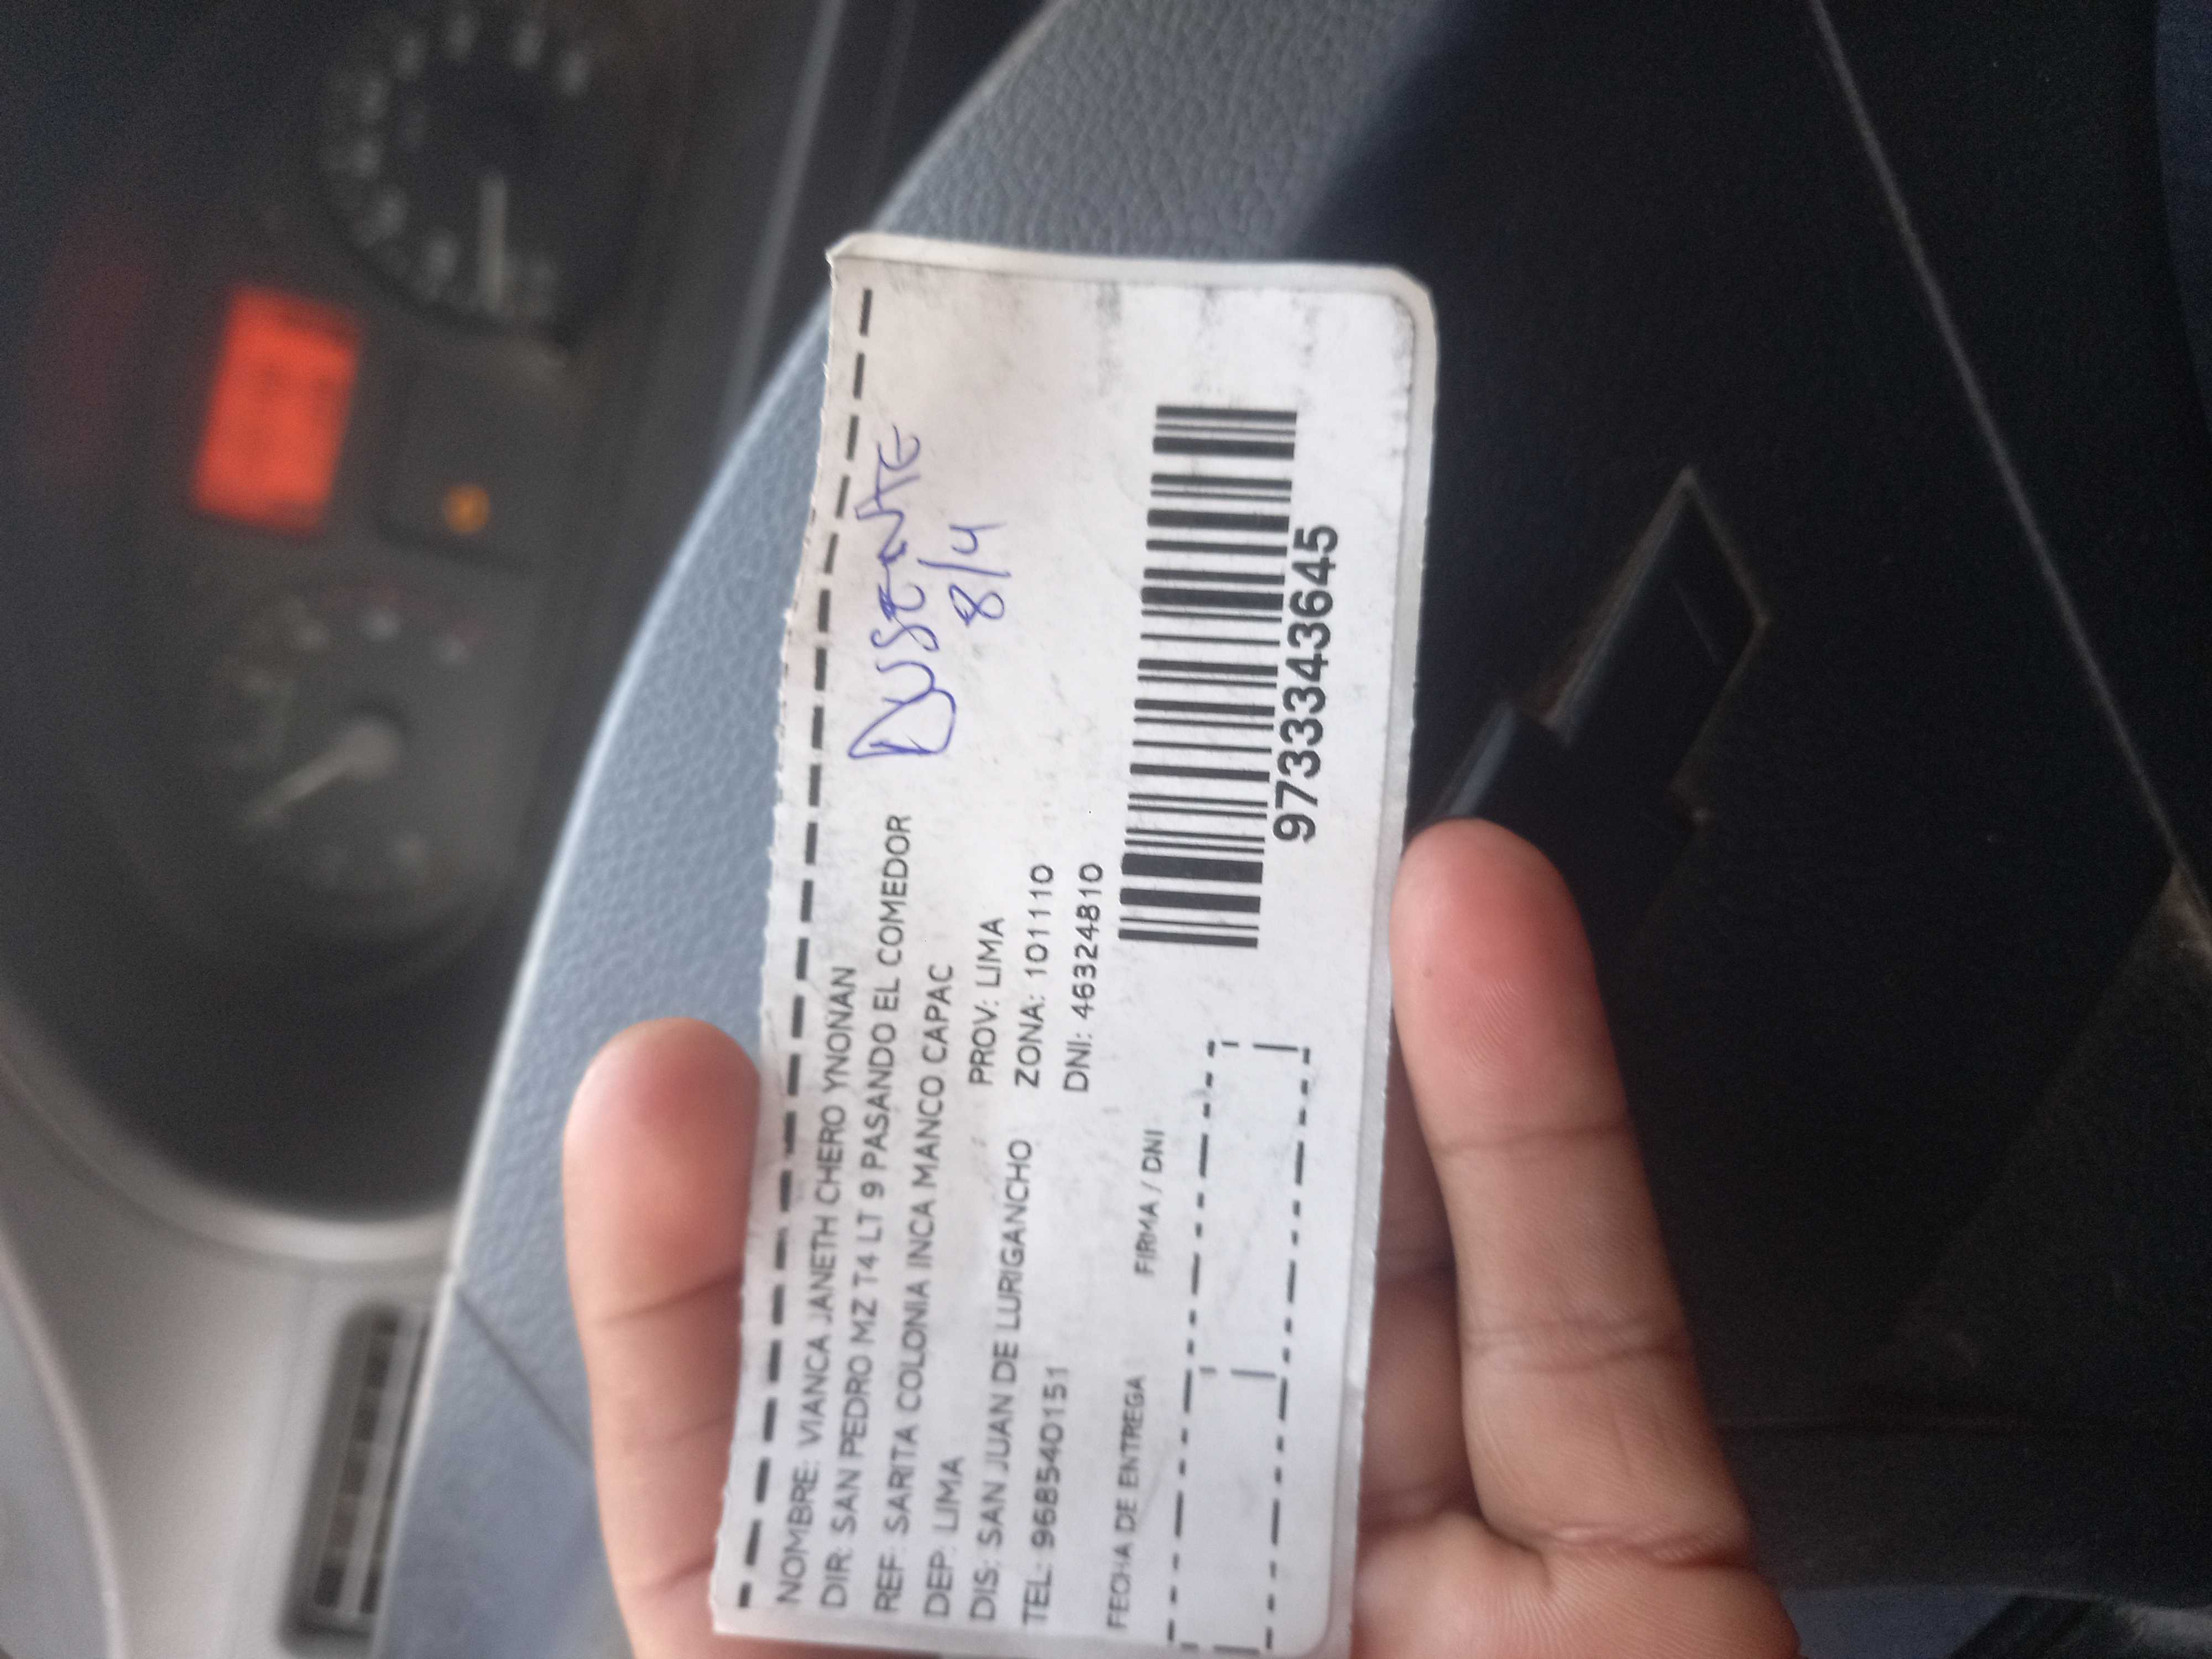 NOMBRE: VIANCA JANETH CHERO YNONAN
DIR: SAN PEDRO MZ T4 LT 9 PASANDO EL COMEDOR
REF: SARITA COLONIA INCA MANCO CAPAC
DEP: LIMA PROV: LIMA
DIS: SAN JUAN DE LURIGANCHO ZONA: 101110
TEL: 968540151 DNI: 46324810
AUSENTE
8/4
FECHA DE ENTREGA FIRMA / DNI
973334343645